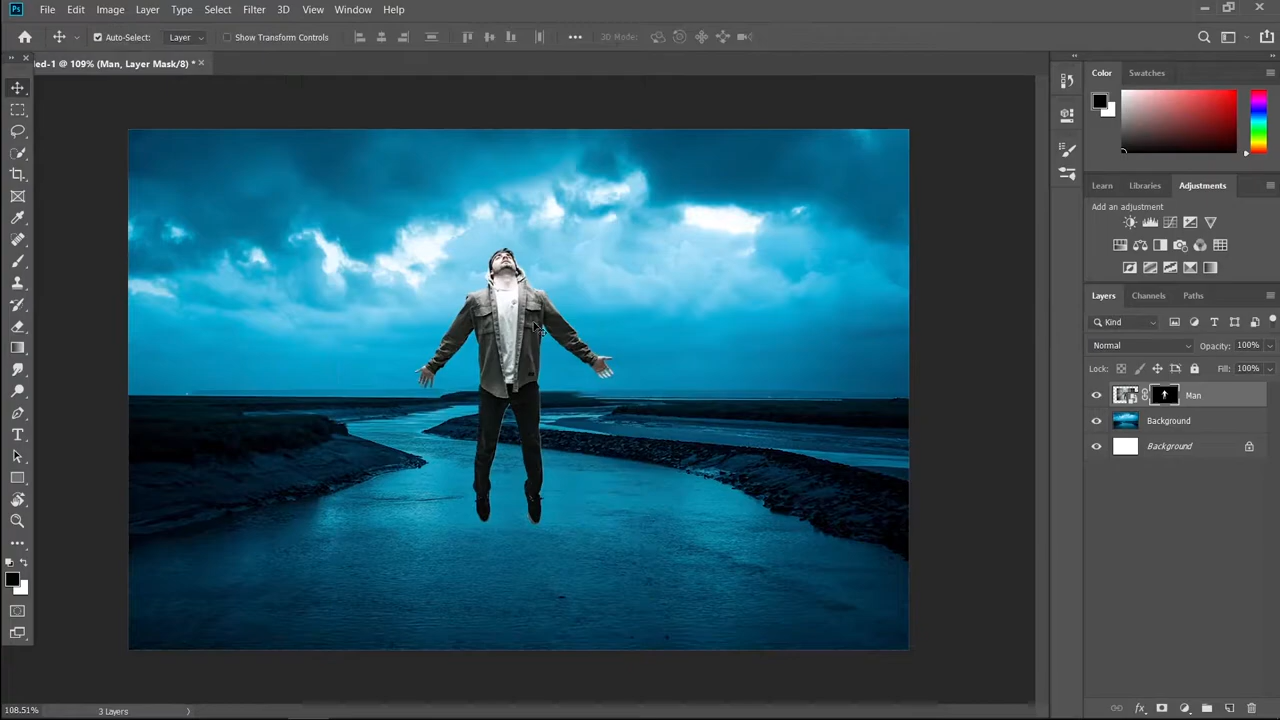 Ps File Edit Image Layer Type Select Filter 3D View Window Help
Auto-Select: Layer Show Transform Controls 3D Mode:
ed-1 @ 109% (Man, Layer Mask/8) *
Color Swatches
Learn Libraries Adjustments
Add an adjustment
Layers Channels Paths
Kind
Normal Opacity: 100%
Lock: Fill: 100%
Man
Background
Background
108.51% 3 Layers